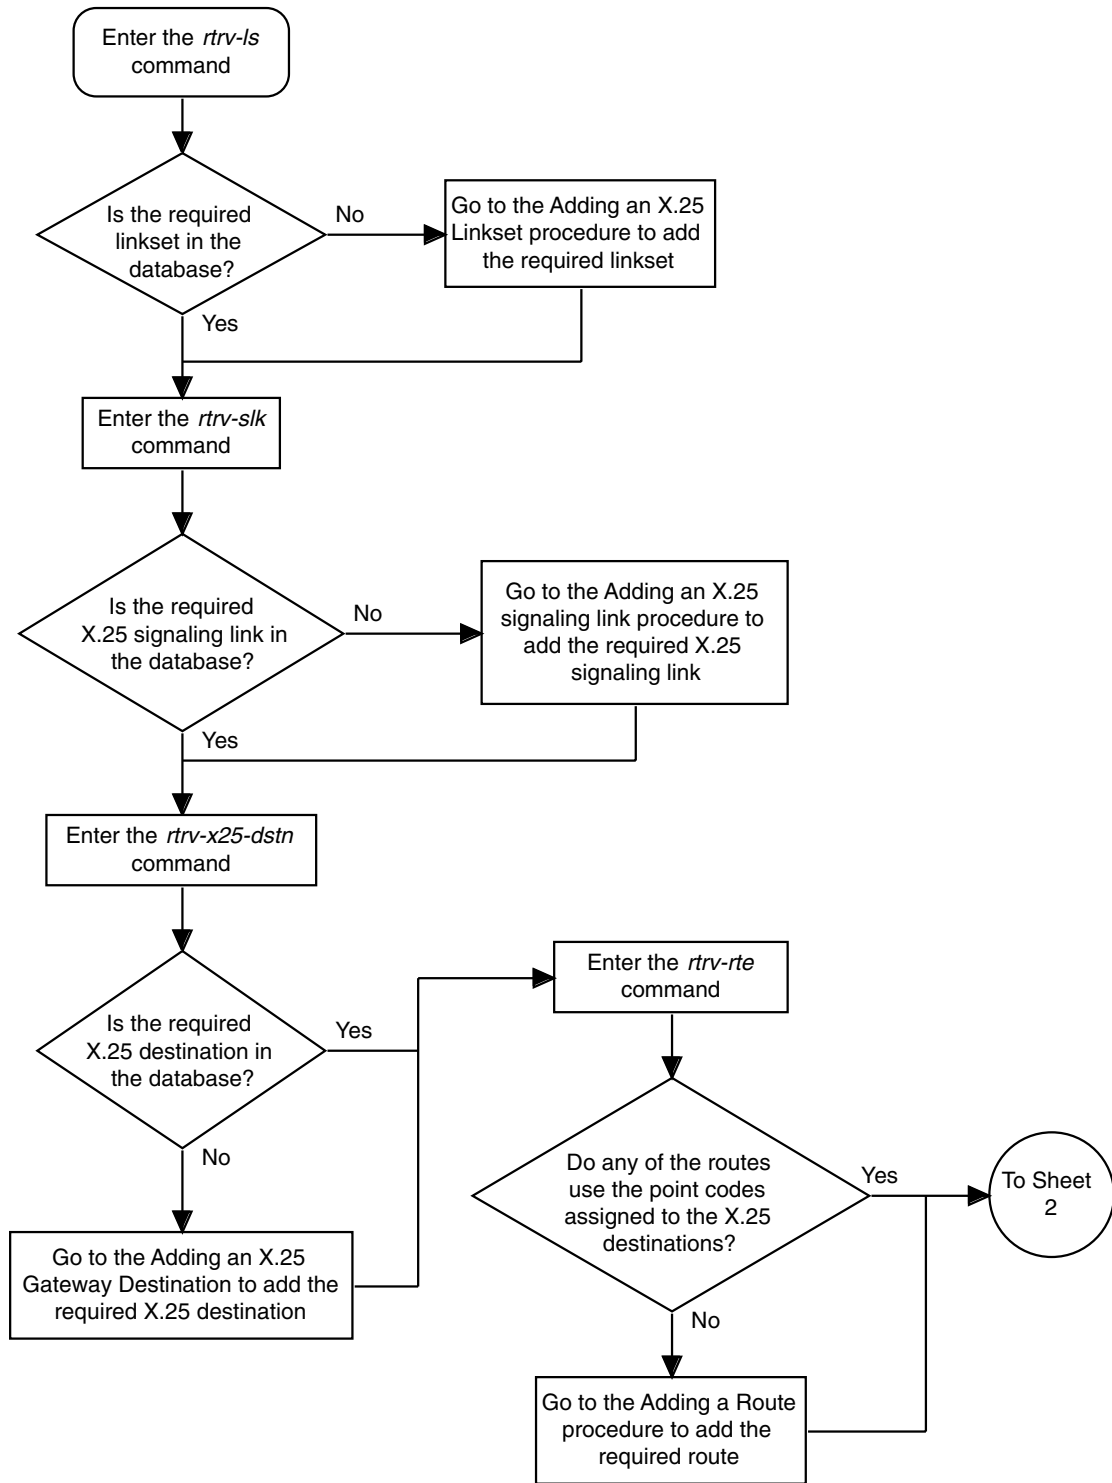 Enter the rtrv-ls
command
Is the required
linkset in the
database?
No
Go to the Adding an X.25
Linkset procedure to add
the required linkset
Yes
Enter the rtrv-slk
command
Is the required
X.25 signaling link in
the database?
No
Go to the Adding an X.25
signaling link procedure to
add the required X.25
signaling link
Yes
Enter the rtrv-x25-dstn
command
Is the required
X.25 destination in
the database?
Yes
No
Go to the Adding an X.25
Gateway Destination to add the
required X.25 destination
Enter the rtrv-rte
command
Do any of the routes
use the point codes
assigned to the X.25
destinations?
Yes
To Sheet
2
No
Go to the Adding a Route
procedure to add the
required route